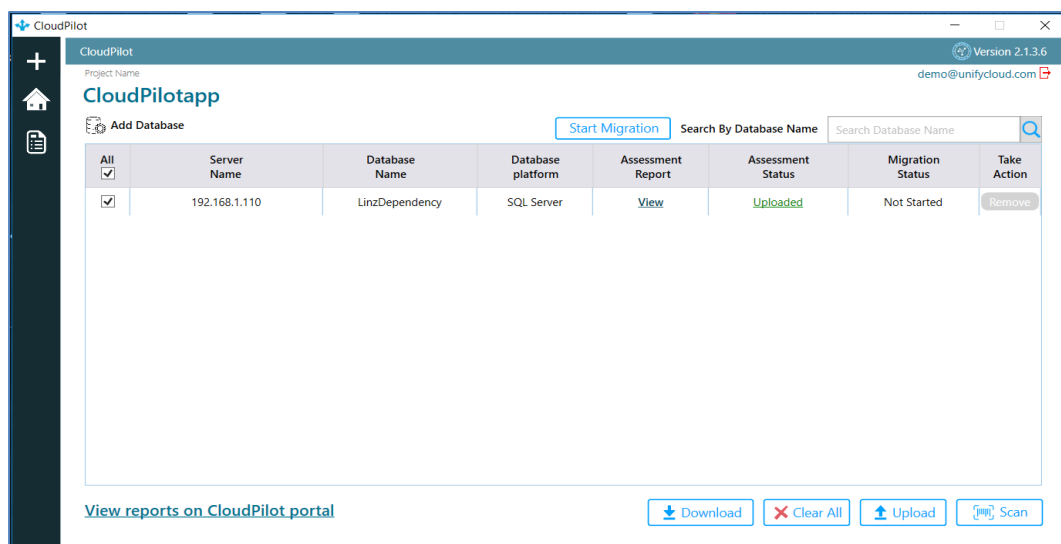 CloudPilot
CloudPilot Version 2.1.3.6
Project Name demo@unifycloud.com
CloudPilotapp
Add Database Start Migration Search By Database Name Search Database Name
All Server Name Database Name Database platform Assessment Report Assessment Status Migration Status Take Action
192.168.1.110 LinzDependency SQL Server View Uploaded Not Started Remove
View reports on CloudPilot portal Download Clear All Upload Scan